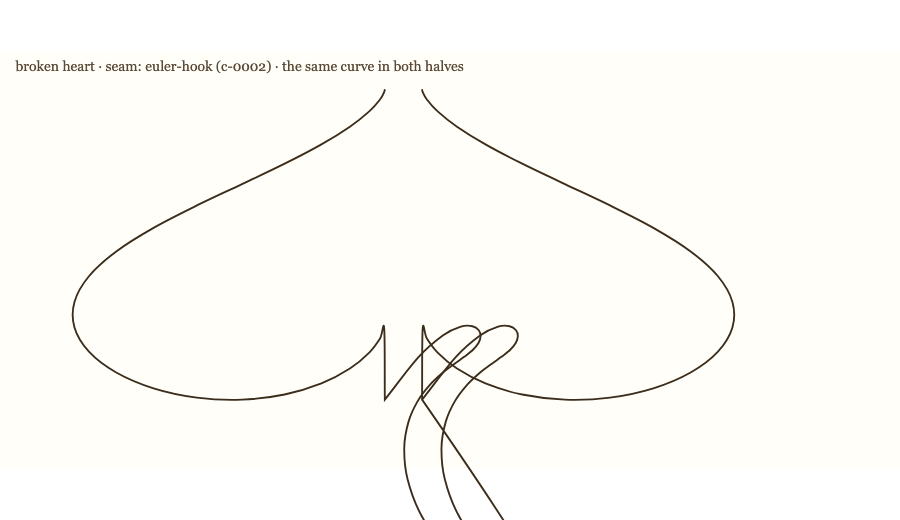 broken heart · seam: euler-hook (c-0002) · the same curve in both halves